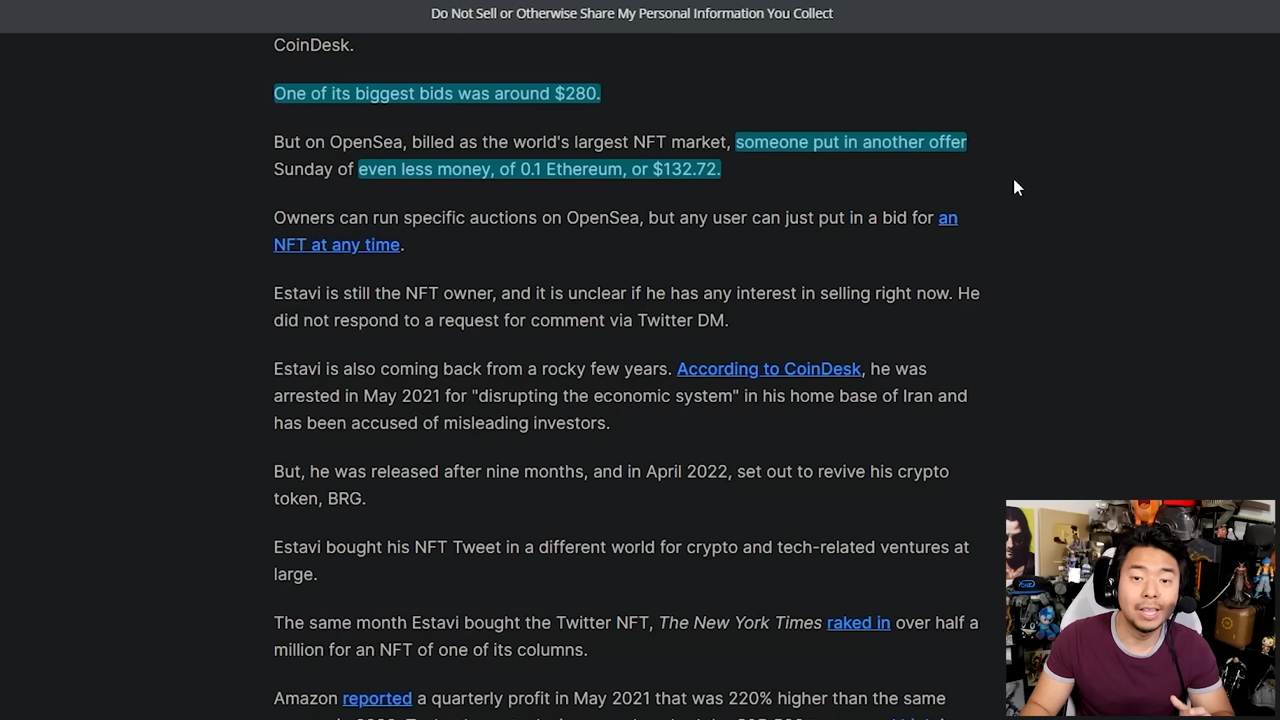 Do Not Sell or Otherwise Share My Personal Information You Collect
CoinDesk.
One of its biggest bids was around $280.
But on OpenSea, billed as the world's largest NFT market, someone put in another offer
Sunday of even less money, of 0.1 Ethereum, or $132.72.
Owners can run specific auctions on OpenSea, but any user can just put in a bid for an
NFT at any time.
Estavi is still the NFT owner, and it is unclear if he has any interest in selling right now. He
did not respond to a request for comment via Twitter DM.
Estavi is also coming back from a rocky few years. According to CoinDesk, he was
arrested in May 2021 for "disrupting the economic system" in his home base of Iran and
has been accused of misleading investors.
But, he was released after nine months, and in April 2022, set out to revive his crypto
token, BRG.
Estavi bought his NFT Tweet in a different world for crypto and tech-related ventures at
large.
The same month Estavi bought the Twitter NFT, The New York Times raked in over half a
million for an NFT of one of its columns.
Amazon reported a quarterly profit in May 2021 that was 220% higher than the same